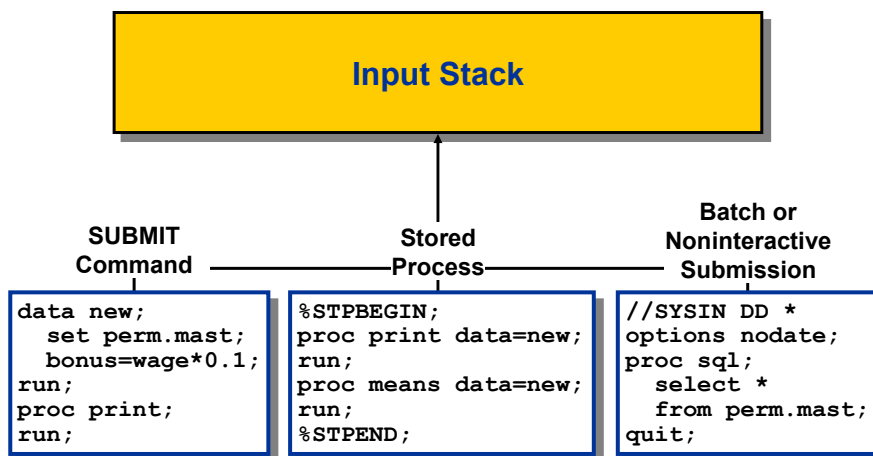 Input Stack
SUBMIT
Command
Stored
Process
Batch or
Noninteractive
Submission
data new;
  set perm.mast;
  bonus=wage*0.1;
run;
proc print;
run;
%STPBEGIN;
proc print data=new;
run;
proc means data=new;
run;
%STPEND;
//SYSIN DD *
options nodate;
proc sql;
  select *
  from perm.mast;
quit;